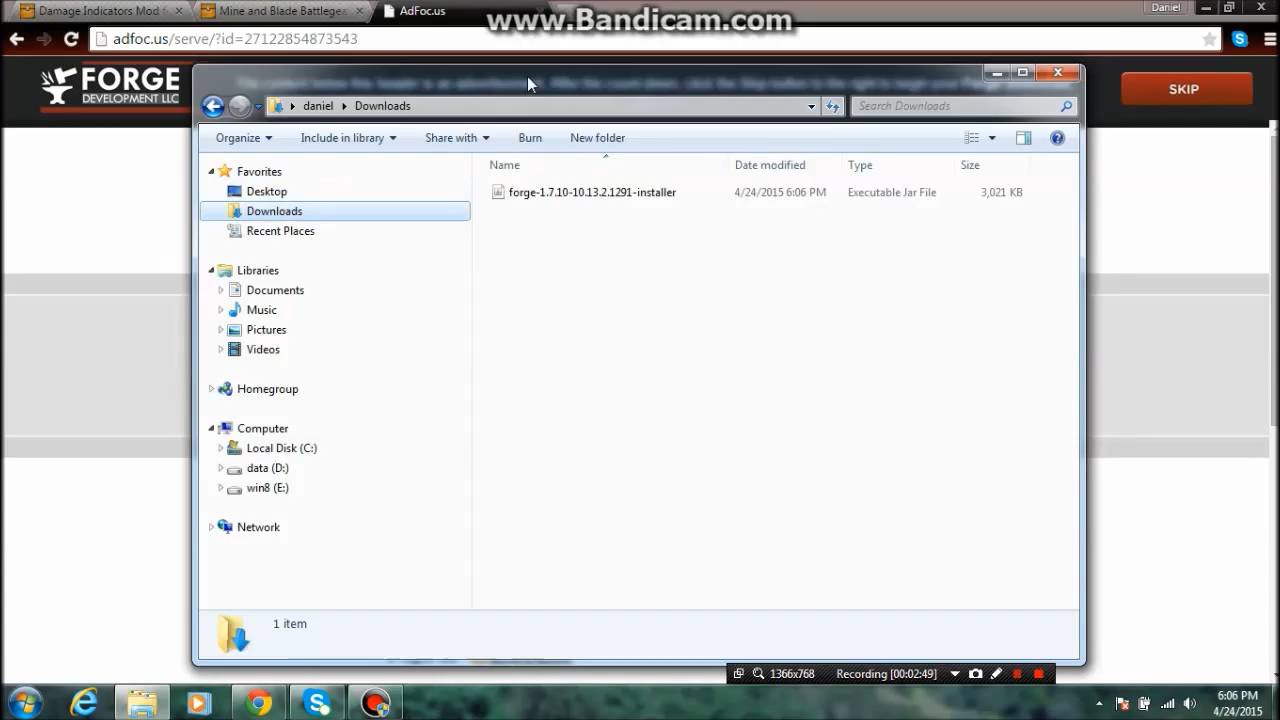 Damage Indicators Mod f
Mine and Blade Battlegea
AdFoc.us
www.Bandicam.com
Daniel
adfoc.us/serve/?id=27122854873543
FORGE
DEVELOPMENT LLC
SKIP
daniel
Downloads
Search Downloads
Organize
Include in library
Share with
Burn
New folder
Name
Date modified
Type
Size
Favorites
Desktop
Downloads
Recent Places
Libraries
Documents
Music
Pictures
Videos
Homegroup
Computer
Local Disk (C:)
data (D:)
win8 (E:)
Network
forge-1.7.10-10.13.2.1291-installer
4/24/2015 6:06 PM
Executable Jar File
3,021 KB
1 item
1366x768
Recording [00:02:49]
6:06 PM
4/24/2015